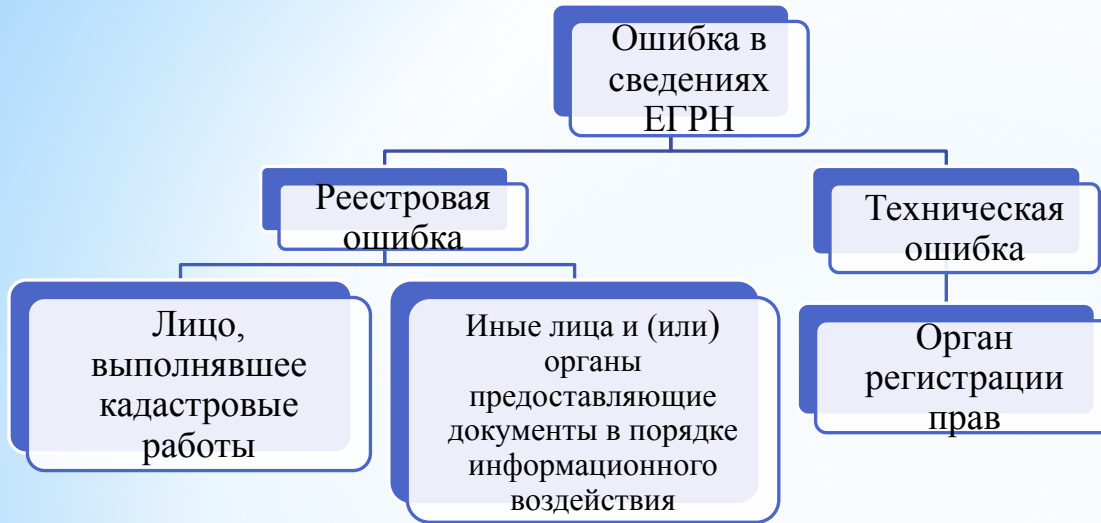 Ошибка в
сведениях
ЕГРН
Реестровая
ошибка
Техническая
ошибка
Лицо,
выполнявшее
кадастровые
работы
Иные лица и (или)
органы
предоставляющие
документы в порядке
информационного
воздействия
Орган
регистрации
прав